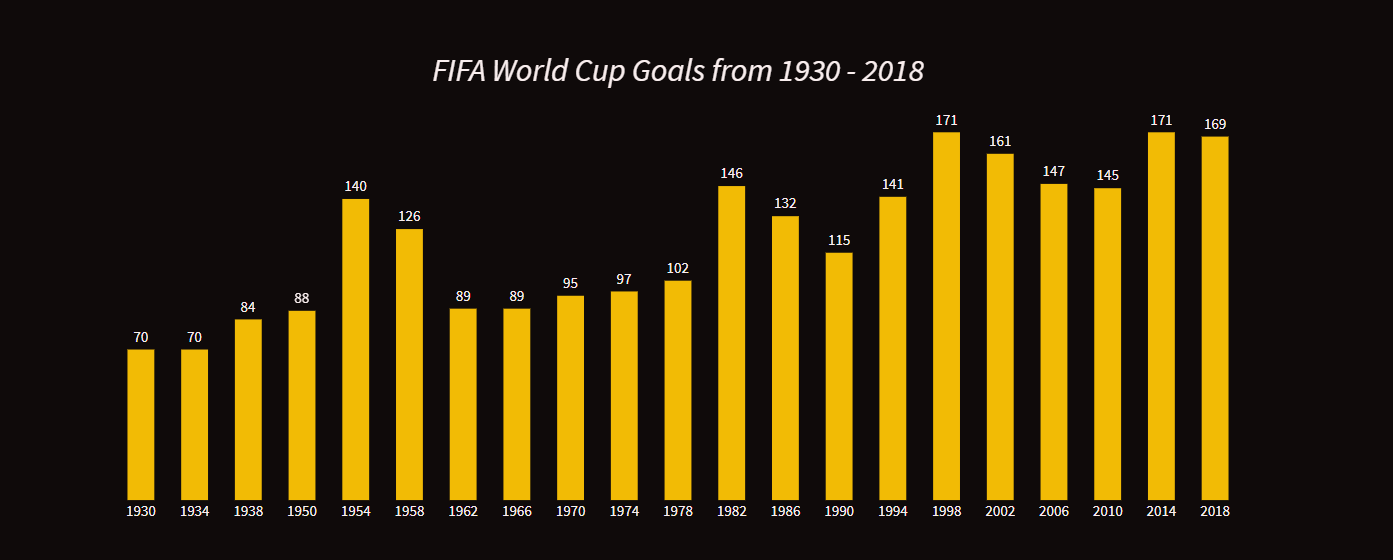 FIFA World Cup Goals from 1930 - 2018
70 70 84 88 140 126 89 89 95 97 102 146 132 115 141 171 161 147 145 171 169
1930 1934 1938 1950 1954 1958 1962 1966 1970 1974 1978 1982 1986 1990 1994 1998 2002 2006 2010 2014 2018